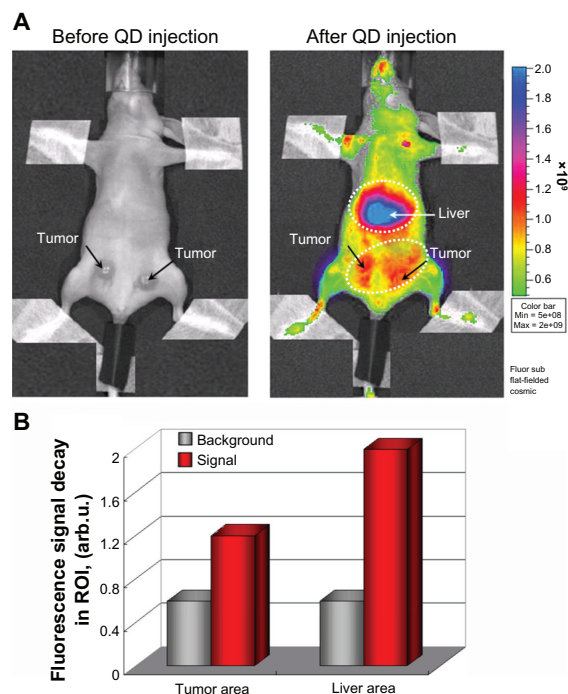 A
Before QD injection
After QD injection
Tumor
Tumor
Liver
Tumor
Tumor
2.0
1.8
1.6
1.4
1.2
1.0
0.8
0.6
×10⁹
Color bar
Min = 5e+08
Max = 2e+09
Fluor sub
flat-fielded
cosmic
B
Fluorescence signal decay
in ROI, (arb.u.)
Background
Signal
2
1.6
1.2
0.8
0.4
0
Tumor area
Liver area